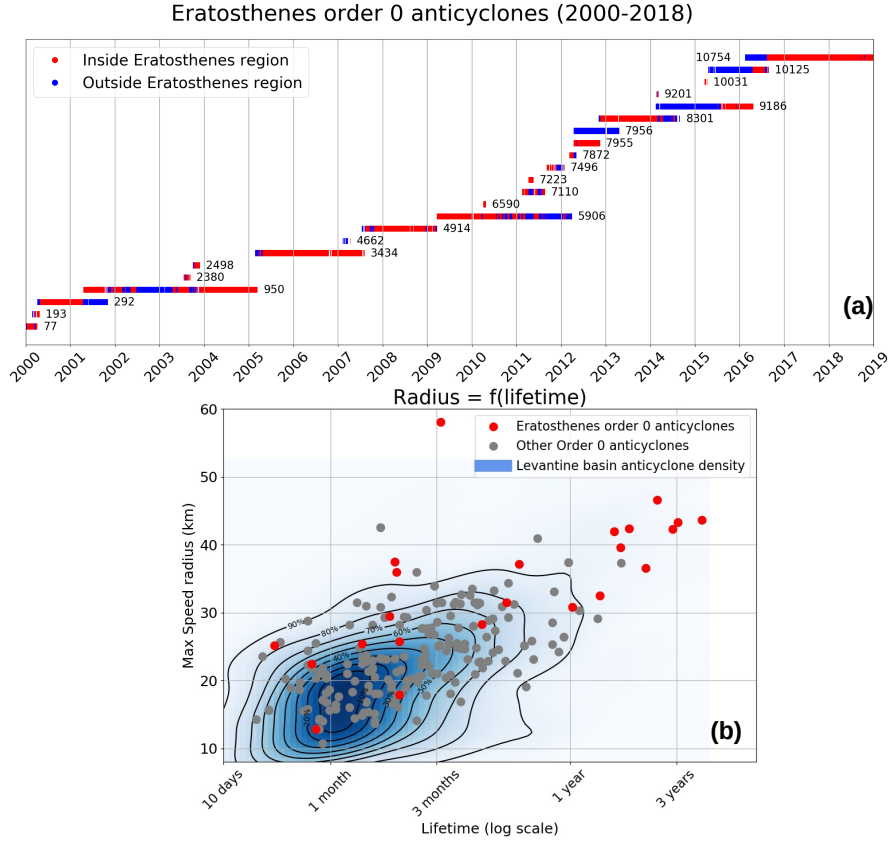 Eratosthenes order 0 anticyclones (2000-2018)
Inside Eratosthenes region
Outside Eratosthenes region
10754
10125
10031
9201
9186
8301
7956
7955
7872
7496
7223
7110
6590
5906
4914
4662
3434
2498
2380
950
292
193
77
(a)
2000 2001 2002 2003 2004 2005 2006 2007 2008 2009 2010 2011 2012 2013 2014 2015 2016 2017 2018 2019
Radius = f(lifetime)
Eratosthenes order 0 anticyclones
Other Order 0 anticyclones
Levantine basin anticyclone density
Max Speed radius (km)
60
50
40
30
20
10
90%
80%
70%
60%
50%
40%
30%
20%
(b)
10 days 1 month 3 months 1 year 3 years
Lifetime (log scale)